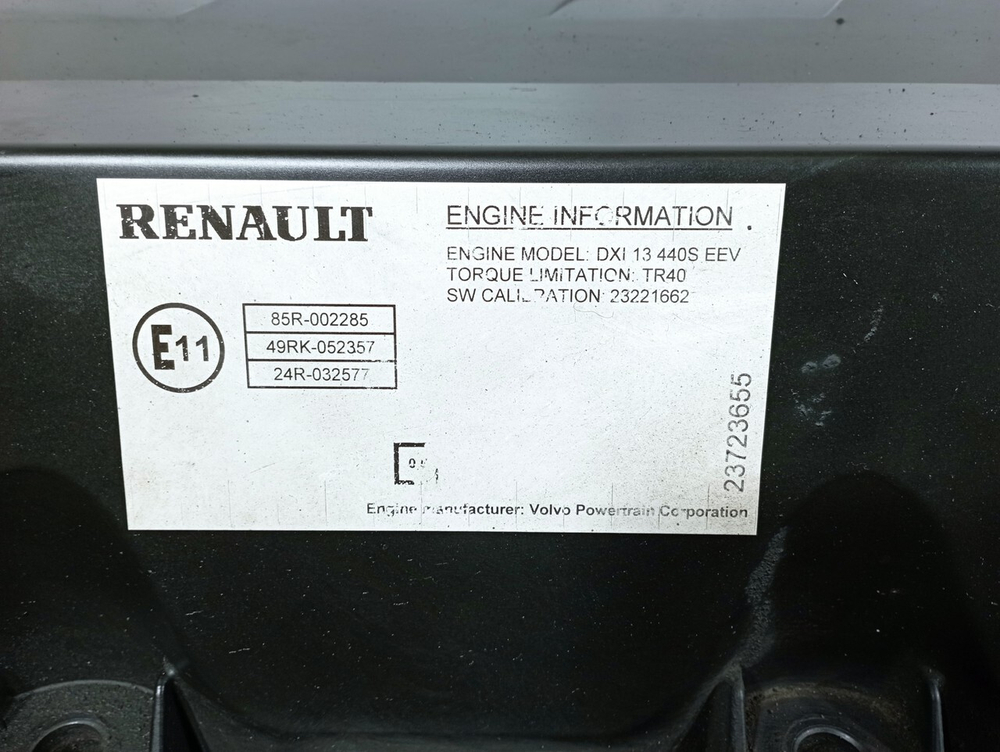 RENAULT
ENGINE INFORMATION
ENGINE MODEL: DXI 13 440S EEV
TORQUE LIMITATION: TR40
SW CALIBRATION: 23221662
E11
85R-002285
49RK-052357
24R-032577
23723655
Engine manufacturer: Volvo Powertrain Corporation